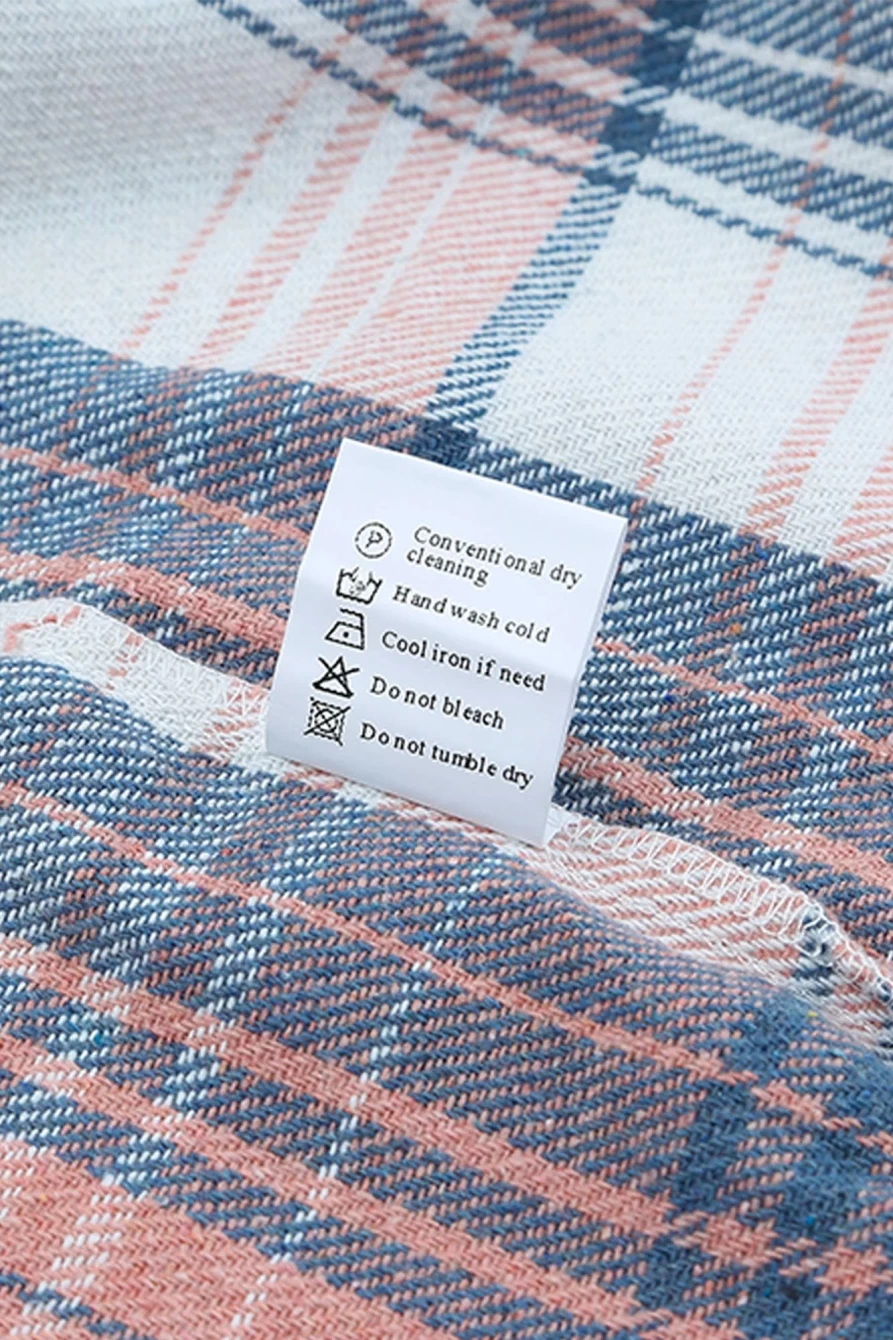 Conventional dry
cleaning
Hand wash cold
Cool iron if need
Do not bleach
Do not tumble dry